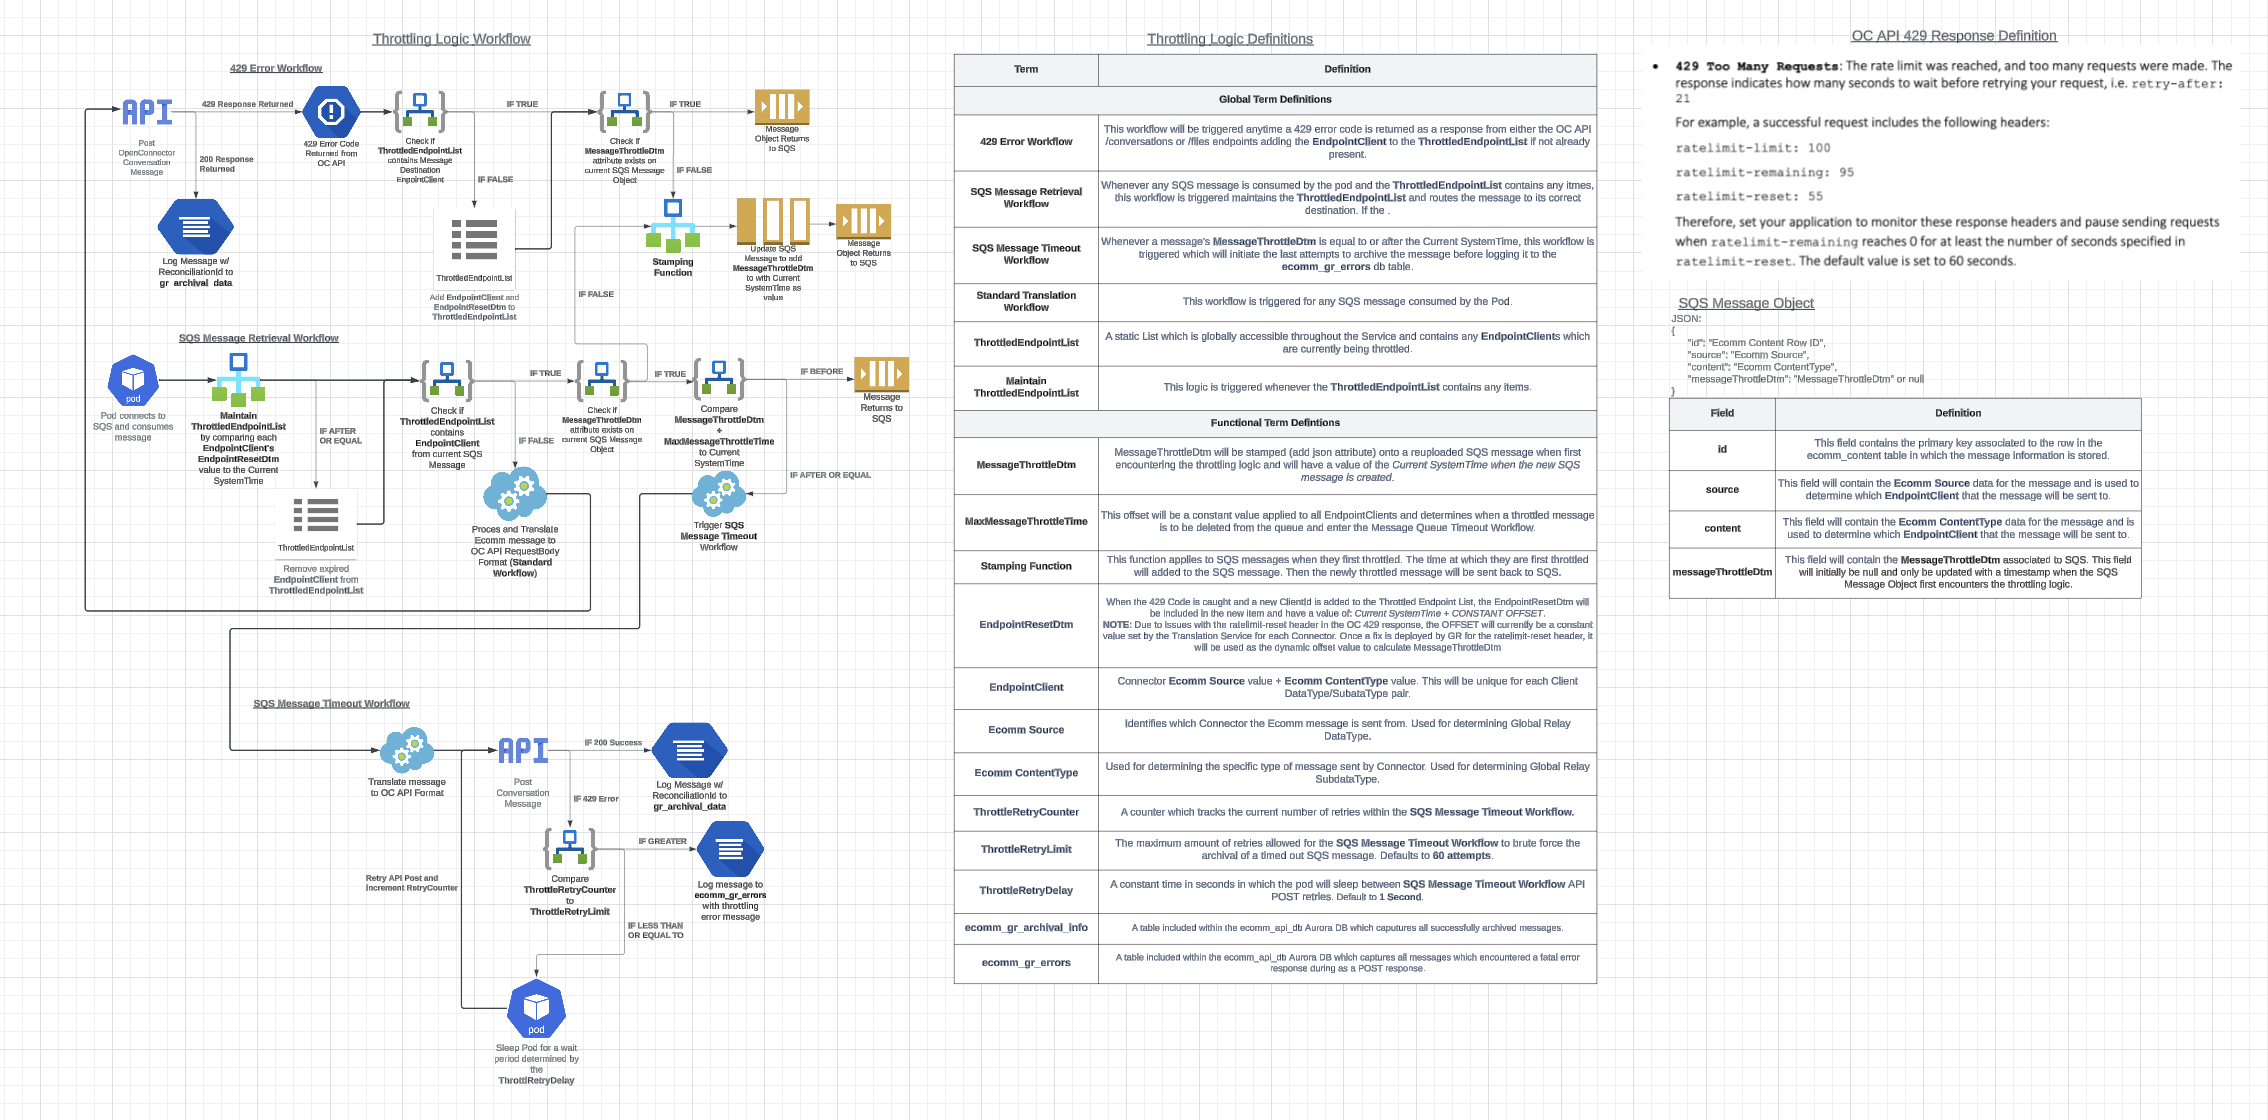 Throttling Logic Workflow
429 Error Workflow
API
Post
OpenConnector
Conversation
Message
429 Response Returned
200 Response
Returned
Log Message w/
ReconciliationId to
gr_archival_data
429 Error Code
Returned from
OC API
Check if
ThrottledEndpointList
contains Message
Destination
EnpointClient
IF TRUE
IF FALSE
ThrottledEndpointList
Add EndpointClient and
EndpointResetDtm to
ThrottledEndpointList
Check if
MessageThrottleDtm
attribute exists on
current SQS Message
Object
IF TRUE
IF FALSE
Message
Object Returns
to SQS
Stamping
Function
Update SQS
Message to add
MessageThrottleDtm
to with Current
SystemTime as
value
Message
Object Returns
to SQS
IF FALSE
SQS Message Retrieval Workflow
pod
Pod connects to
SQS and consumes
message
Maintain
ThrottledEndpointList
by comparing each
EndpointClient's
EndpointResetDtm
value to the Current
SystemTime
IF AFTER
OR EQUAL
ThrottledEndpointList
Remove expired
EndpointClient from
ThrottledEndpointList
Check if
ThrottledEndpointList
contains
EndpointClient
from current SQS
Message
IF TRUE
IF FALSE
Proces and Translate
Ecomm message to
OC API RequestBody
Format (Standard
Workflow)
Check if
MessageThrottleDtm
attribute exists on
current SQS Message
Object
IF TRUE
Compare
MessageThrottleDtm
+
MaxMessageThrottleTime
to Current
SystemTime
IF BEFORE
Message
Returns to
SQS
IF AFTER OR EQUAL
Trigger SQS
Message Timeout
Workflow
SQS Message Timeout Workflow
Translate message
to OC API Format
API
Post
Conversation
Message
IF 200 Success
Log Message w/
ReconciliationId to
gr_archival_data
IF 429 Error
Compare
ThrottleRetryCounter
to
ThrottleRetryLimit
IF GREATER
Log message to
ecomm_gr_errors
with throttling
error message
Retry API Post and
increment RetryCounter
IF LESS THAN
OR EQUAL TO
pod
Sleep Pod for a wait
period determined by
the
ThrottlRetryDelay
Throttling Logic Definitions
Term Definition
Global Term Definitions
429 Error Workflow
This workflow will be triggered anytime a 429 error code is returned as a response from either the OC API
/conversations or /files endpoints adding the EndpointClient to the ThrottledEndpointList if not already
present.
SQS Message Retrieval
Workflow
Whenever any SQS message is consumed by the pod and the ThrottledEndpointList contains any itmes,
this workflow is triggered maintains the ThrottledEndpointList and routes the message to its correct
destination. If the .
SQS Message Timeout
Workflow
Whenever a message's MessageThrottleDtm is equal to or after the Current SystemTime, this workflow is
triggered which will initiate the last attempts to archive the message before logging it to the
ecomm_gr_errors db table.
Standard Translation
Workflow
This workflow is triggered for any SQS message consumed by the Pod.
ThrottledEndpointList
A static List which is globally accessible throughout the Service and contains any EndpointClients which
are currently being throttled.
Maintain
ThrottledEndpointList
This logic is triggered whenever the ThrottledEndpointList contains any items.
Functional Term Defintions
MessageThrottleDtm
MessageThrottleDtm will be stamped (add json attribute) onto a reuploaded SQS message when first
encountering the throttling logic and will have a value of the Current SystemTime when the new SQS
message is created.
MaxMessageThrottleTime
This offset will be a constant value applied to all EndpointClients and determines when a throttled message
is to be deleted from the queue and enter the Message Queue Timeout Workflow.
Stamping Function
This function applies to SQS messages when they first throttled. The time at which they are first throttled
will added to the SQS message. Then the newly throttled message will be sent back to SQS.
EndpointResetDtm
When the 429 Code is caught and a new ClientId is added to the Throttled Endpoint List, the EndpointResetDtm will
be included in the new item and have a value of: Current SystemTime + CONSTANT OFFSET.
NOTE: Due to issues with the ratelimit-reset header in the OC 429 response, the OFFSET will currently be a constant
value set by the Translation Service for each Connector. Once a fix is deployed by GR for the ratelimit-reset header, it
will be used as the dynamic offset value to calculate MessageThrottleDtm
EndpointClient
Connector Ecomm Source value + Ecomm ContentType value. This will be unique for each Client
DataType/SubataType pair.
Ecomm Source
Identifies which Connector the Ecomm message is sent from. Used for determining Global Relay
DataType.
Ecomm ContentType
Used for determining the specific type of message sent by Connector. Used for determining Global Relay
SubdataType.
ThrottleRetryCounter
A counter which tracks the current number of retries within the SQS Message Timeout Workflow.
ThrottleRetryLimit
The maximum amount of retries allowed for the SQS Message Timeout Workflow to brute force the
archival of a timed out SQS message. Defaults to 60 attempts.
ThrottleRetryDelay
A constant time in seconds in which the pod will sleep between SQS Message Timeout Workflow API
POST retries. Default to 1 Second.
ecomm_gr_archival_info
A table included within the ecomm_api_db Aurora DB which caputures all successfully archived messages.
ecomm_gr_errors
A table included within the ecomm_api_db Aurora DB which captures all messages which encountered a fatal error
response during as a POST response.
OC API 429 Response Definition
• 429 Too Many Requests: The rate limit was reached, and too many requests were made. The
response indicates how many seconds to wait before retrying your request, i.e. retry-after:
21
For example, a successful request includes the following headers:
ratelimit-limit: 100
ratelimit-remaining: 95
ratelimit-reset: 55
Therefore, set your application to monitor these response headers and pause sending requests
when ratelimit-remaining reaches 0 for at least the number of seconds specified in
ratelimit-reset. The default value is set to 60 seconds.
SQS Message Object
JSON:
{
"id": "Ecomm Content Row ID",
"source": "Ecomm Source",
"content": "Ecomm ContentType",
"messageThrottleDtm": "MessageThrottleDtm" or null
}
Field Definition
id
This field contains the primary key associated to the row in the
ecomm_content table in which the message information is stored.
source
This field will contain the Ecomm Source data for the message and is used to
determine which EndpointClient that the message will be sent to.
content
This field will contain the Ecomm ContentType data for the message and is
used to determine which EndpointClient that the message will be sent to.
messageThrottleDtm
This field will contain the MessageThrottleDtm associated to SQS. This field
will initially be null and only be updated with a timestamp when the SQS
Message Object first encounters the throttling logic.